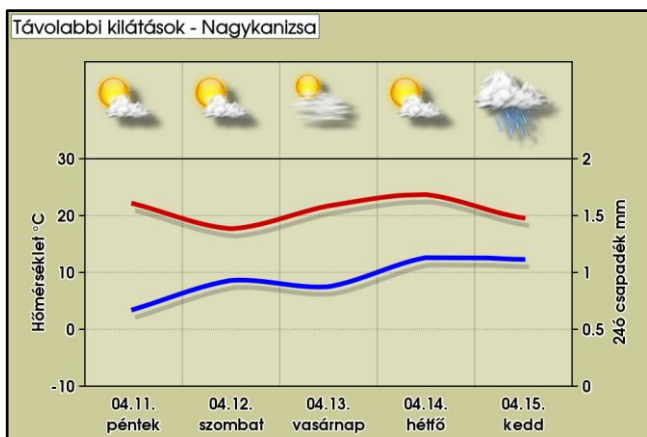 Távolabbi kilátások - Nagykanizsa
30
20
10
0
-10
Hőmérséklet °C
2
1.5
1
0.5
0
24ó csapadék mm
04.11.
péntek
04.12.
szombat
04.13.
vasárnap
04.14.
hétfő
04.15.
kedd